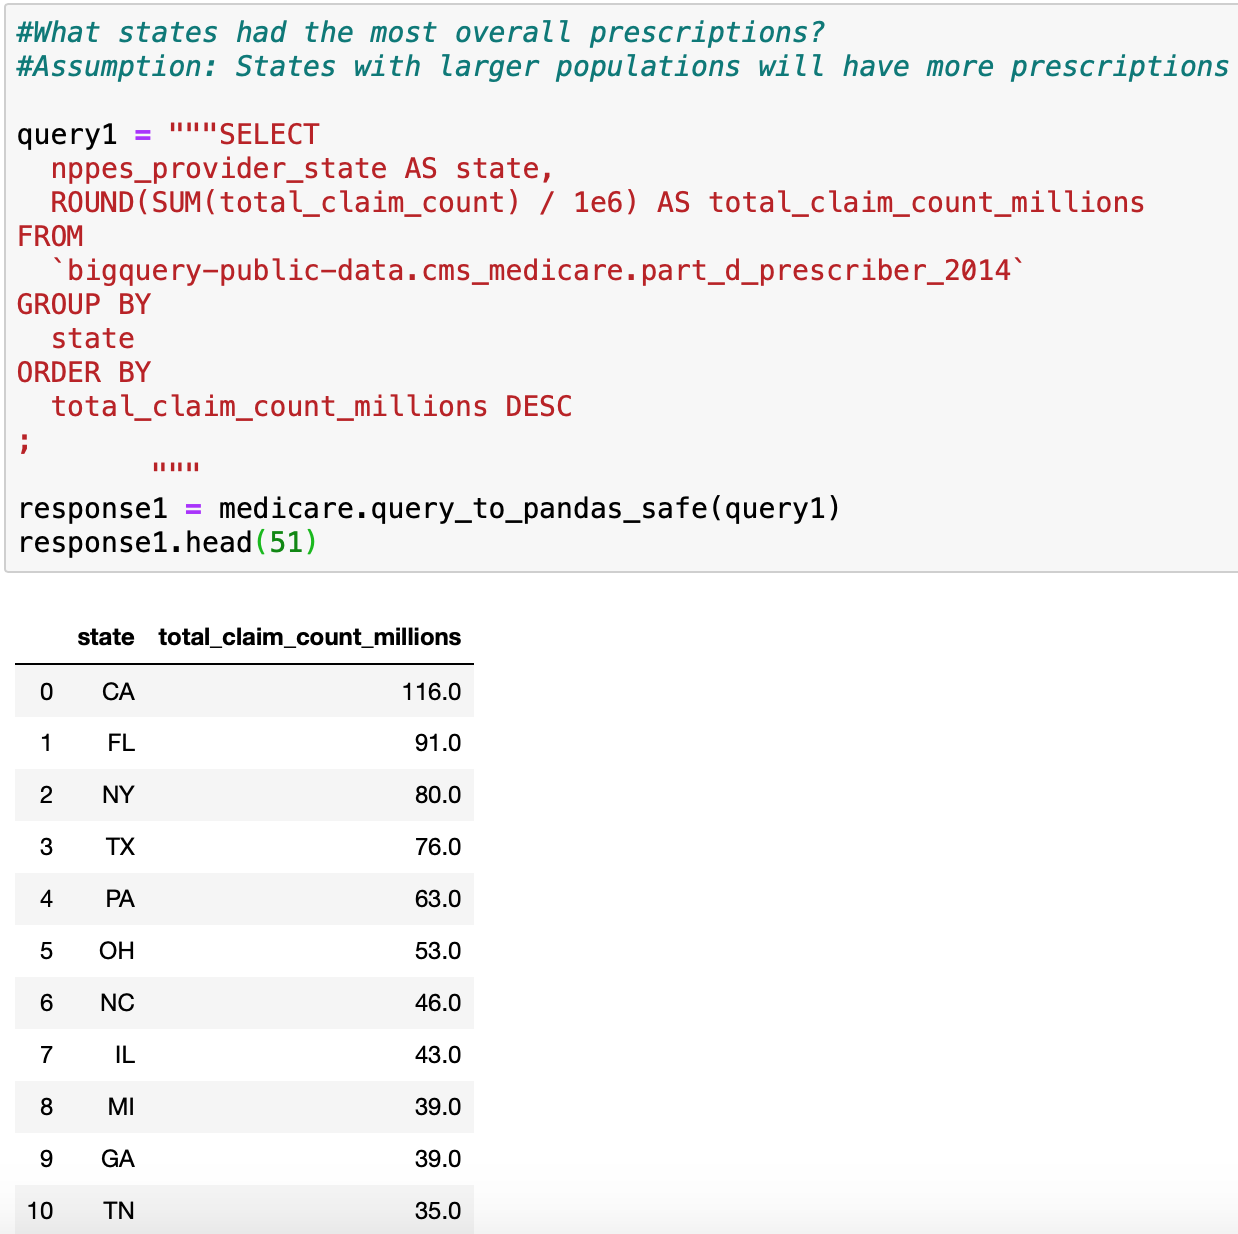 #What states had the most overall prescriptions?
#Assumption: States with larger populations will have more prescriptions

query1 = """SELECT
  nppes_provider_state AS state,
  ROUND(SUM(total_claim_count) / 1e6) AS total_claim_count_millions
FROM
  `bigquery-public-data.cms_medicare.part_d_prescriber_2014`
GROUP BY
  state
ORDER BY
  total_claim_count_millions DESC
;
        """
response1 = medicare.query_to_pandas_safe(query1)
response1.head(51)
state total_claim_count_millions
0 CA 116.0
1 FL 91.0
2 NY 80.0
3 TX 76.0
4 PA 63.0
5 OH 53.0
6 NC 46.0
7 IL 43.0
8 MI 39.0
9 GA 39.0
10 TN 35.0